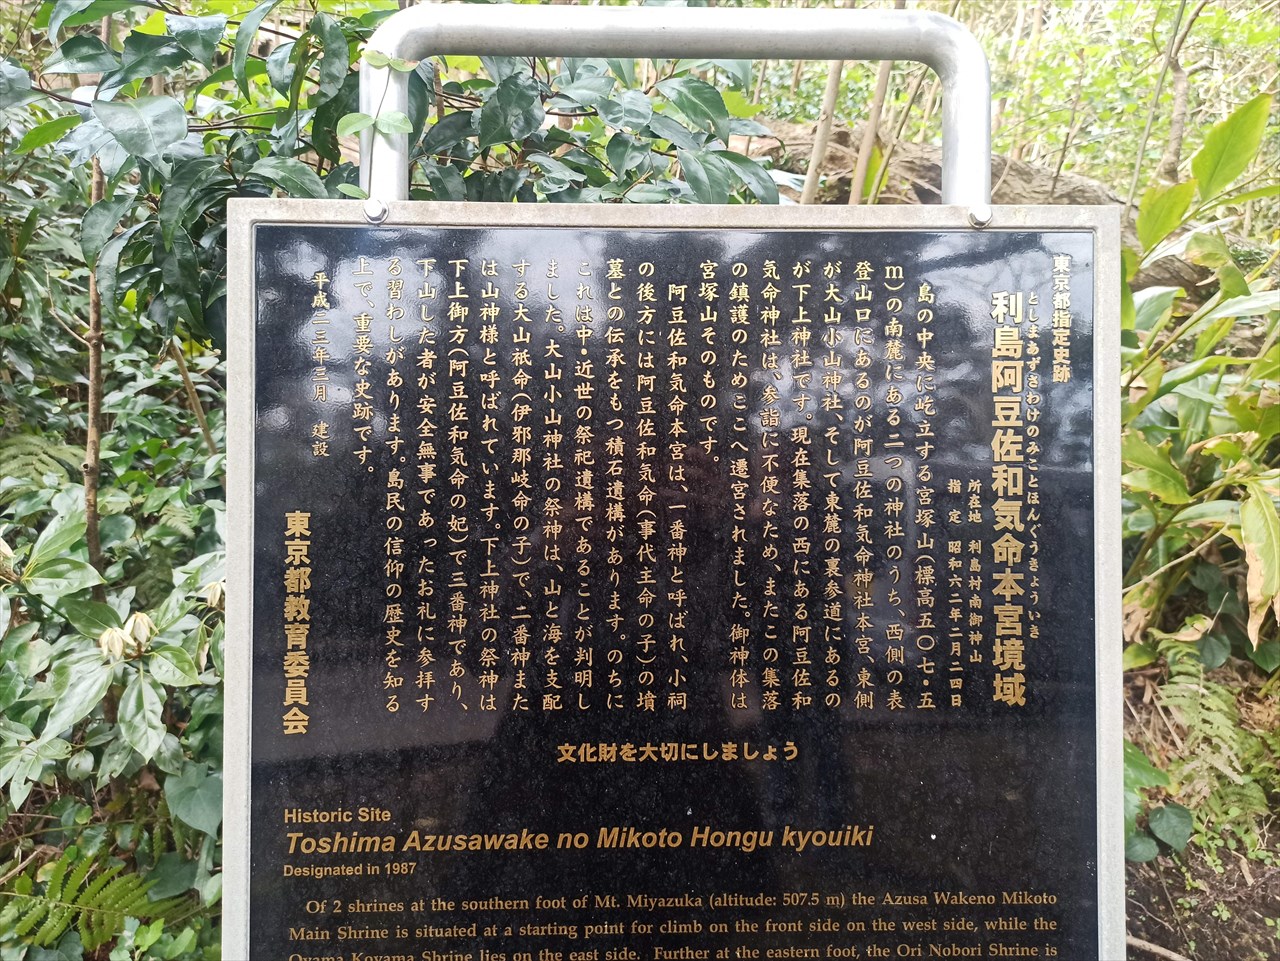 東京都指定史跡
としまあずさわけのみことほんぐうきょういき
利島阿豆佐和気命本宮境域
所在地 利島村南御神山
指定 昭和六二年二月二四日
島の中央に屹立する宮塚山(標高五〇七・五
m)の南麓にある二つの神社のうち、西側の表
登山口にあるのが阿豆佐和気命神社本宮、東側
が大山小山神社、そして東麓の裏参道にあるの
が下上神社です。現在集落の西にある阿豆佐和
気命神社は、参詣に不便なため、またこの集落
の鎮護のためここへ遷宮されました。御神体は
宮塚山そのものです。
阿豆佐和気命本宮は、一番神と呼ばれ、小祠
の後方には阿豆佐和気命(事代主命の子)の墳
墓との伝承をもつ積石遺構があります。のちに
これは中・近世の祭祀遺構であることが判明し
ました。大山小山神社の祭神は、山と海を支配
する大山祇命(伊邪那岐命の子)で、二番神また
は山神様と呼ばれています。下上神社の祭神は
下上御方(阿豆佐和気命の妃)で三番神であり、
下山した者が安全無事であったお礼に参拝す
る習わしがあります。島民の信仰の歴史を知る
上で、重要な史跡です。
平成二三年三月 建設
東京都教育委員会
文化財を大切にしましょう
Historic Site
Toshima Azusawake no Mikoto Hongu kyouiki
Designated in 1987
Of 2 shrines at the southern foot of Mt. Miyazuka (altitude: 507.5 m) the Azusa Wakeno Mikoto
Main Shrine is situated at a starting point for climb on the front side on the west side, while the
Oyama Koyama Shrine lies on the east side. Further at the eastern foot, the Ori Nobori Shrine is